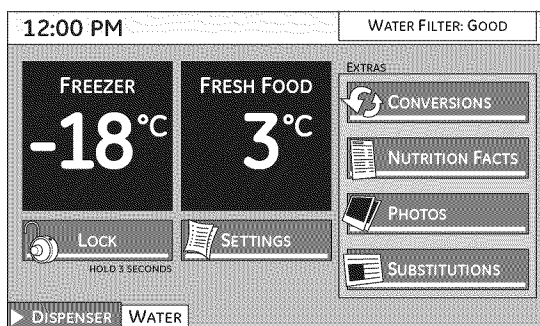 12:00 PM
WATER FILTER: GOOD
FREEZER
-18°C
FRESH FOOD
3°C
LOCK
HOLD 3 SECONDS
SETTINGS
EXTRAS
CONVERSIONS
NUTRITION FACTS
PHOTOS
SUBSTITUTIONS
DISPENSER
WATER